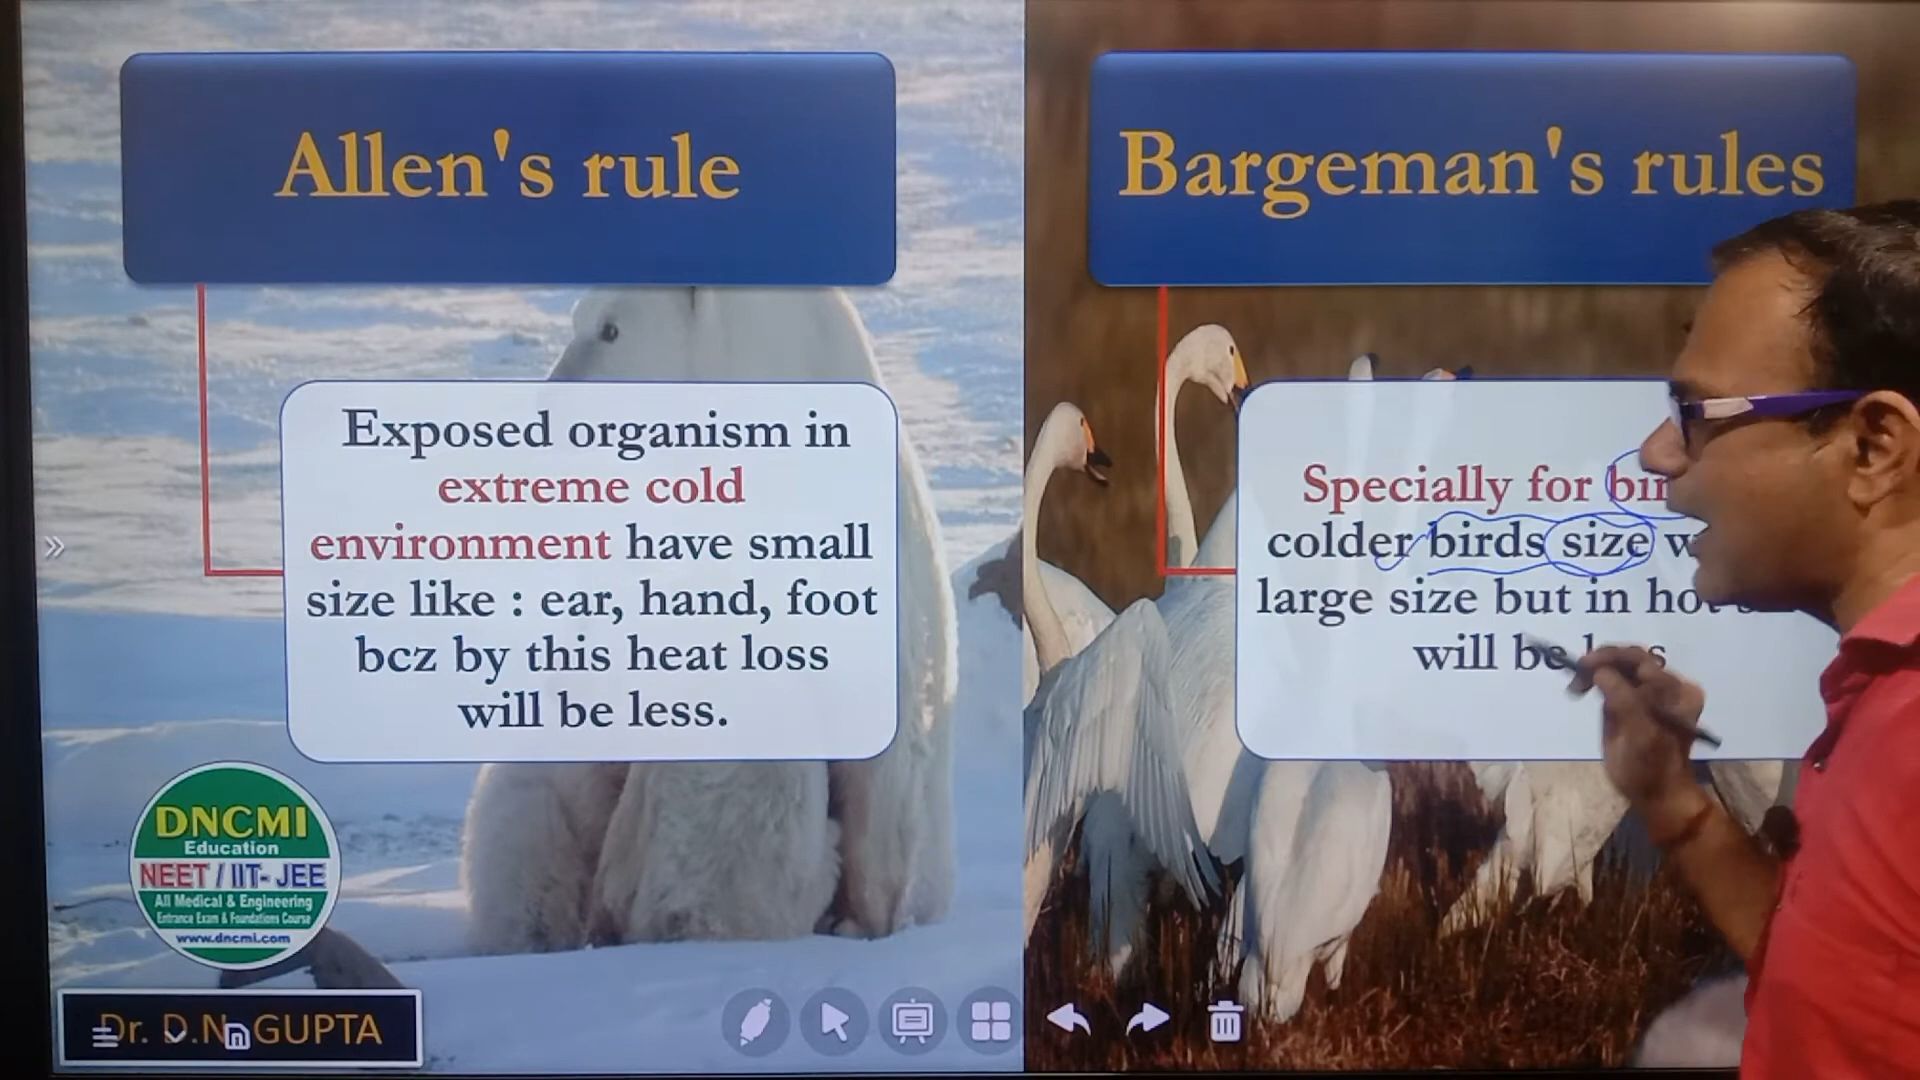 Allen's rule
Exposed organism in
extreme cold
environment have small
size like : ear, hand, foot
bcz by this heat loss
will be less.
Bargeman's rules
Specially for
colder birds size
large size but in
will be
DNCMI
Education
NEET / IIT- JEE
All Medical & Engineering
Entrance Exam & Foundations Course
www.dncmi.com
Dr. D.N. GUPTA